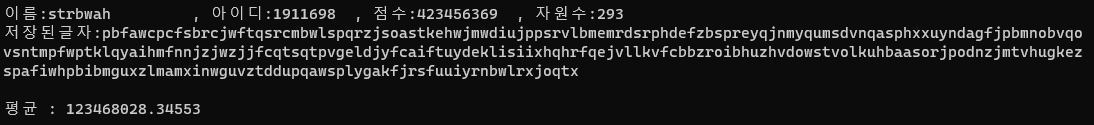 이름:strbwah         , 아이디:1911698  , 점수:423456369  , 자원수:293
저장된글자:pbfawcpcfsbrcjwftqsrcmbwlspqrzjsoastkehwjmwdiujppsrvlbmemrdsrphdefzbspreyqjnmyqumsdvnqasphxxuyndagfjpbmnobvqo
vsntmpfwptklqyaihmfnnjzjwzjjfcqtsqtpvgeldjyfcaiftuydeklisiixhqhrfqejvllkvfcbbzroibhuzhvdowstvolkuhbaasorjpodnzjmtvhugkez
spafiwhpbibmguxzlmamxinwguvztddupqawsplygakfjrsfuuiyrnbwlrxjoqtx
평균 : 123468028.34553